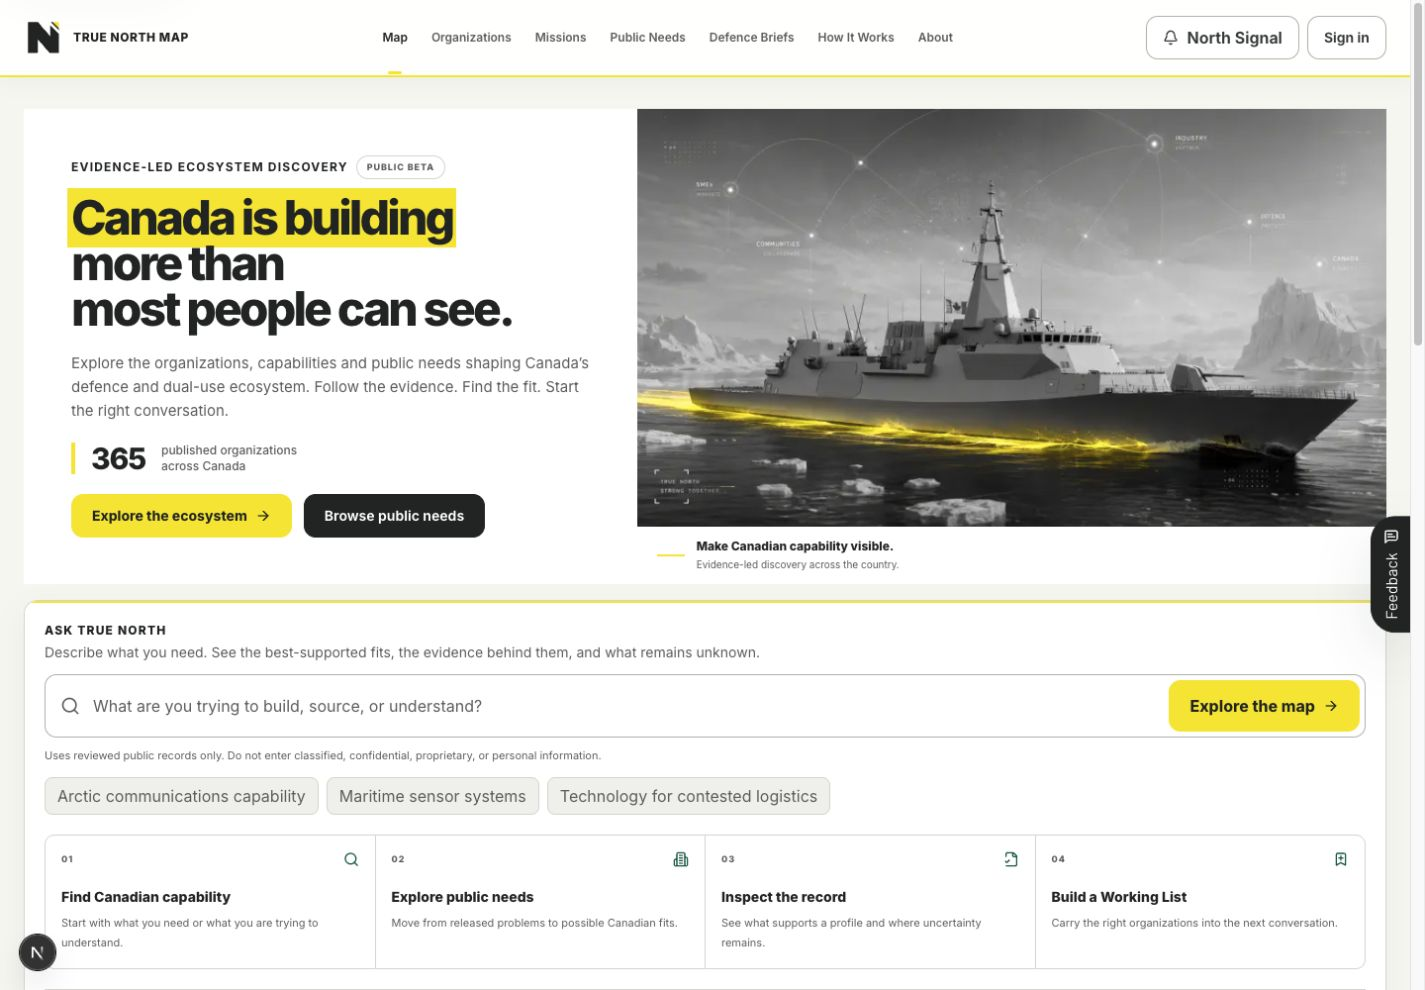 TRUE NORTH MAP
Map
Organizations
Missions
Public Needs
Defence Briefs
How It Works
About
North Signal
Sign in
EVIDENCE-LED ECOSYSTEM DISCOVERY
PUBLIC BETA
Canada is building
more than
most people can see.
Explore the organizations, capabilities and public needs shaping Canada's
defence and dual-use ecosystem. Follow the evidence. Find the fit. Start
the right conversation.
365
published organizations
across Canada
Explore the ecosystem →
Browse public needs
INDUSTRY
SMEs
DEFENCE
COMMUNITIES
CANADA
TRUE NORTH
STRONG TOGETHER
Make Canadian capability visible.
Evidence-led discovery across the country.
Feedback
ASK TRUE NORTH
Describe what you need. See the best-supported fits, the evidence behind them, and what remains unknown.
What are you trying to build, source, or understand?
Explore the map →
Uses reviewed public records only. Do not enter classified, confidential, proprietary, or personal information.
Arctic communications capability
Maritime sensor systems
Technology for contested logistics
01
Find Canadian capability
Start with what you need or what you are trying to
understand.
02
Explore public needs
Move from released problems to possible Canadian fits.
03
Inspect the record
See what supports a profile and where uncertainty
remains.
04
Build a Working List
Carry the right organizations into the next conversation.
N